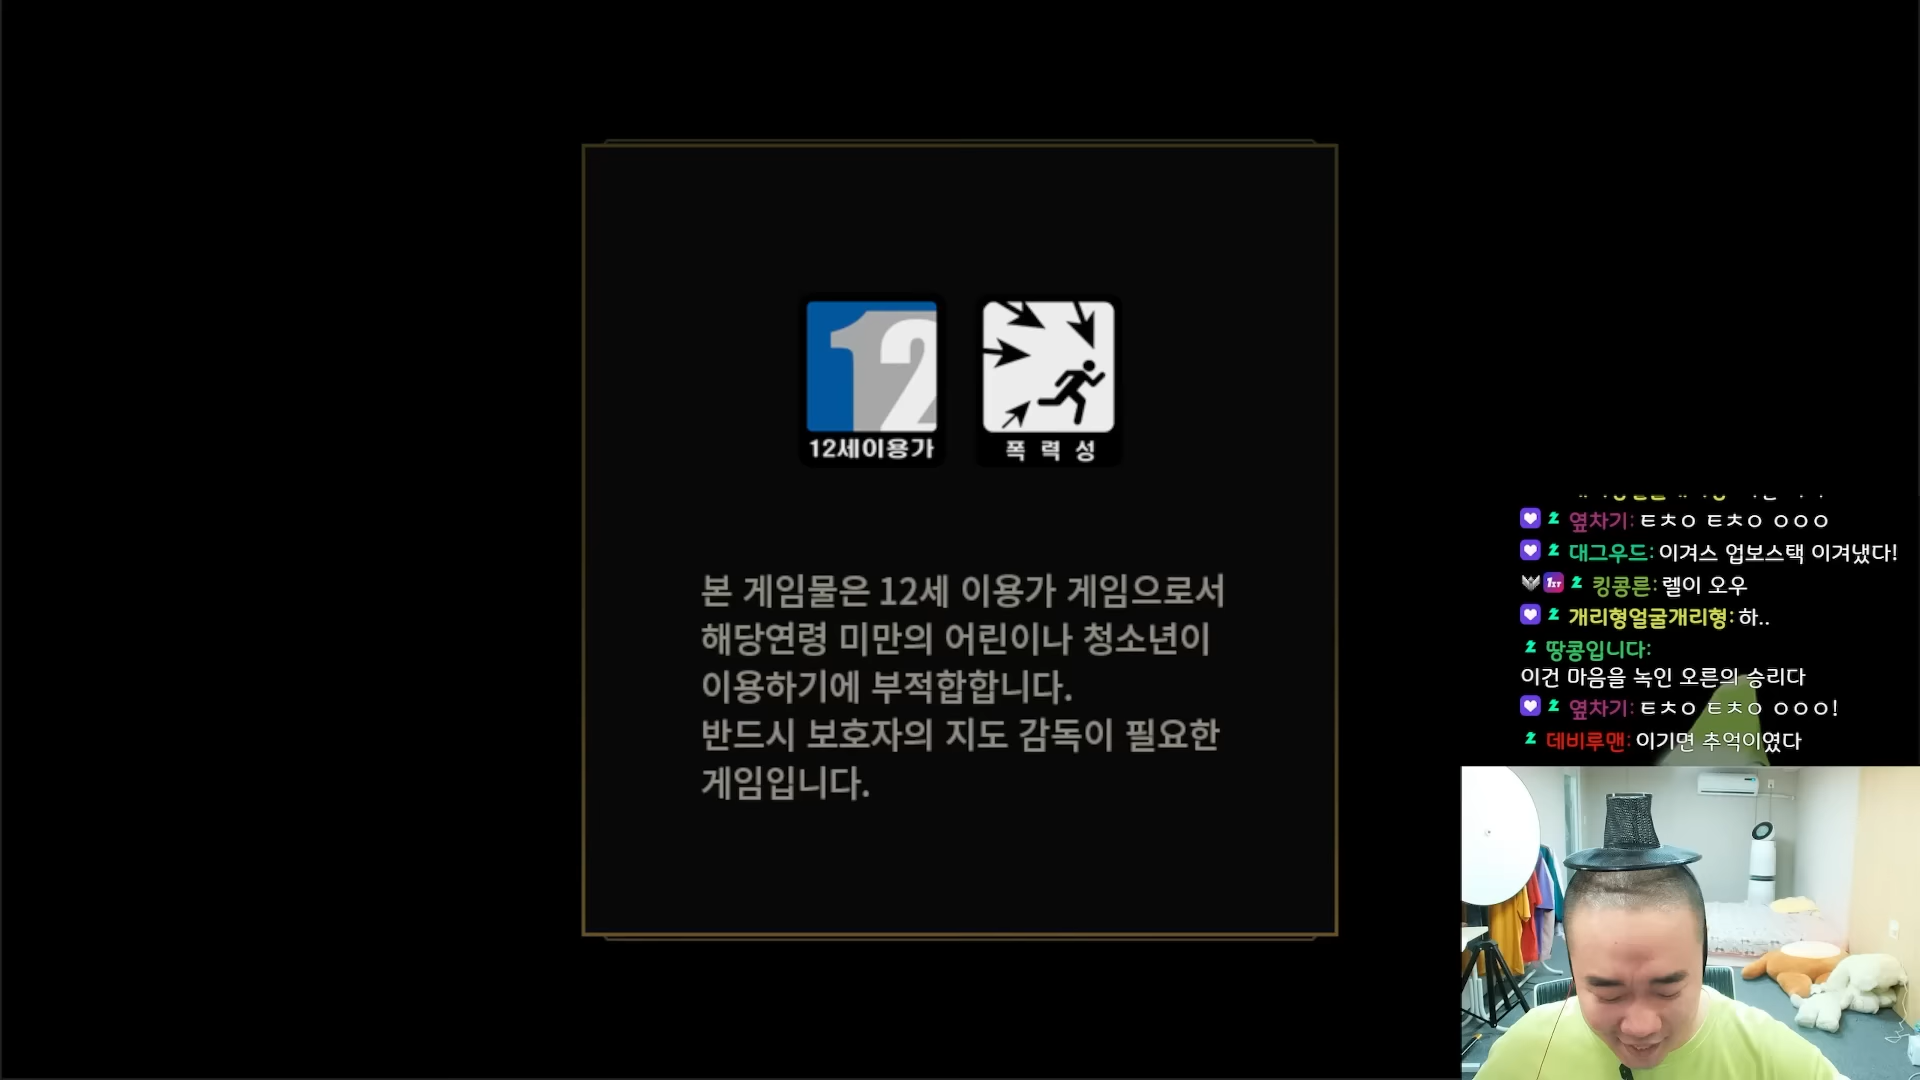 12세이용가
폭력성
본 게임물은 12세 이용가 게임으로서
해당연령 미만의 어린이나 청소년이
이용하기에 부적합합니다.
반드시 보호자의 지도 감독이 필요한
게임입니다.
옆차기: ㅌㅊㅇ ㅌㅊㅇ ㅇㅇㅇ
대그우드: 이겨스 업보스택 이겨냈다!
킹콩른: 렐이 오우
개리형얼굴개리형: 하..
땅콩입니다:
이건 마음을 녹인 오른의 승리다
옆차기: ㅌㅊㅇ ㅌㅊㅇ ㅇㅇㅇ!
데비루맨: 이기면 추억이였다